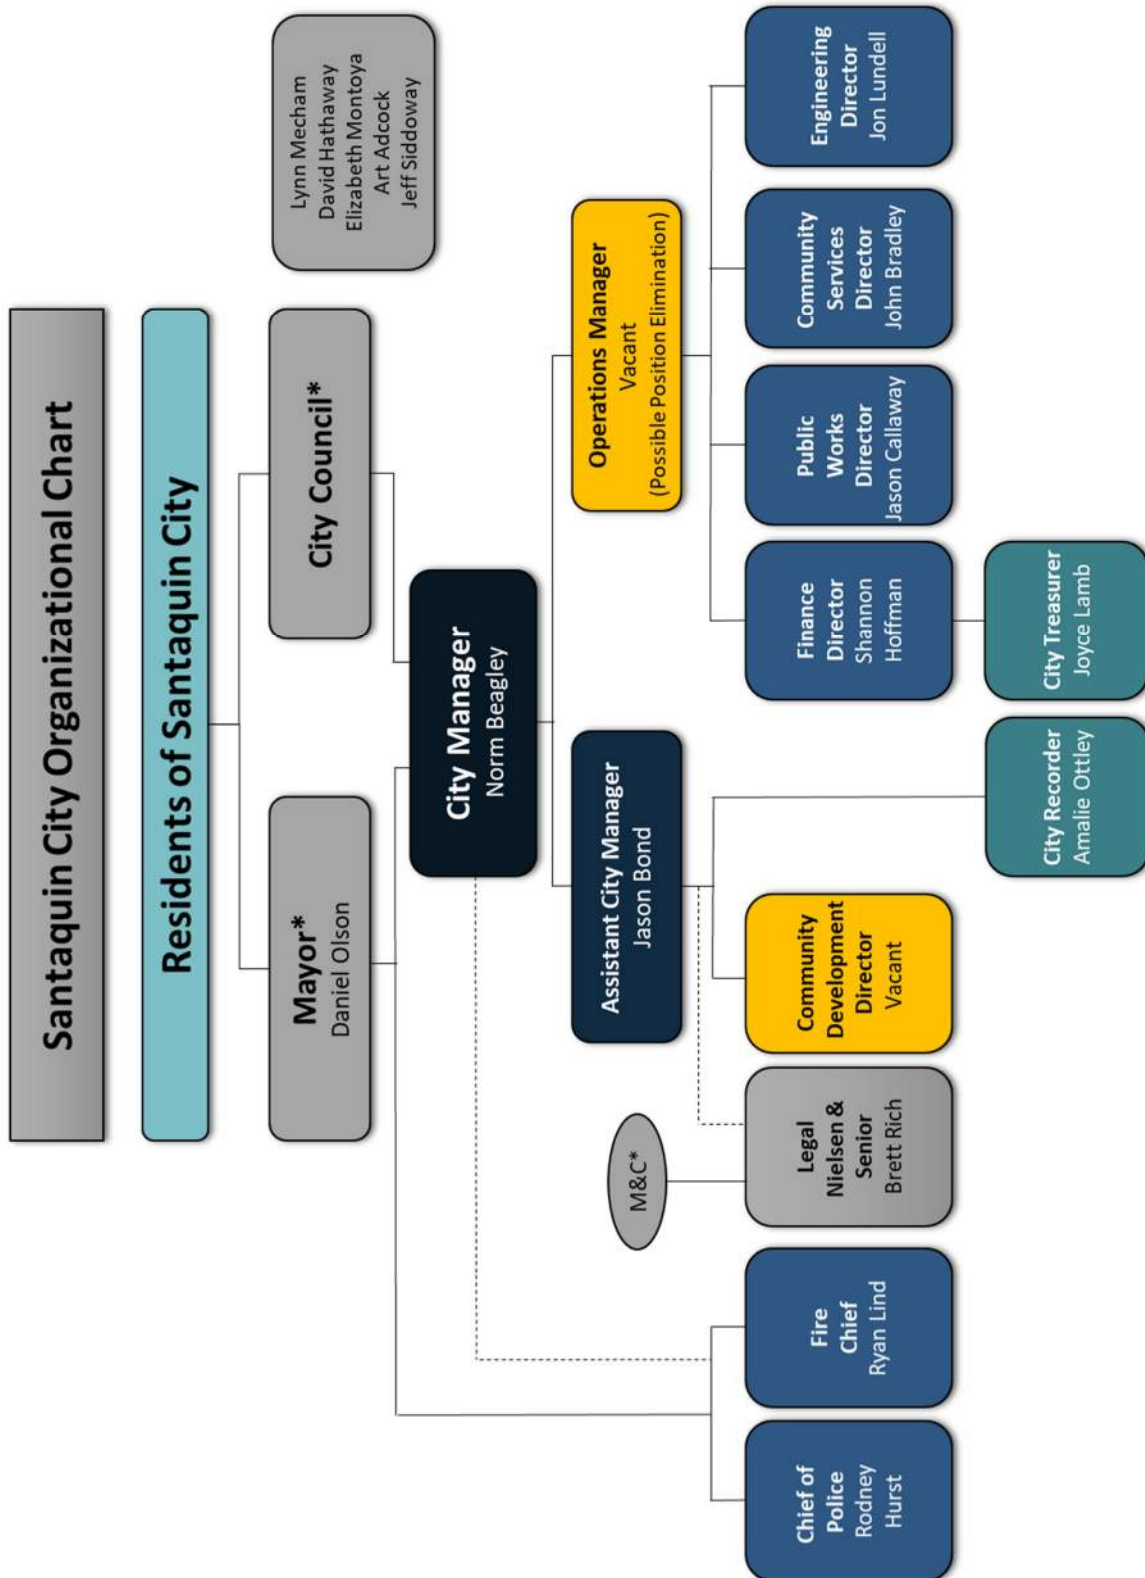 Santaquin City Organizational Chart
Residents of Santaquin City
Mayor*
Daniel Olson
City Council*
Lynn Mecham
David Hathaway
Elizabeth Montoya
Art Adcock
Jeff Siddoway
City Manager
Norm Beagley
Assistant City Manager
Jason Bond
Operations Manager
Vacant
(Possible Position Elimination)
M&C*
Chief of
Police
Rodney
Hurst
Fire
Chief
Ryan Lind
Legal
Nielsen &
Senior
Brett Rich
Community
Development
Director
Vacant
Finance
Director
Shannon
Hoffman
Public
Works
Director
Jason Callaway
Community
Services
Director
John Bradley
Engineering
Director
Jon Lundell
City Recorder
Amalie Ottley
City Treasurer
Joyce Lamb